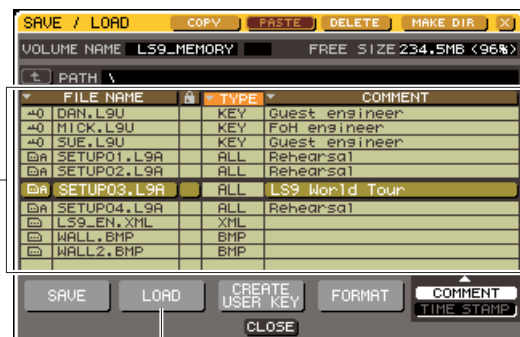 SAVE / LOAD COPY PASTE DELETE MAKE DIR X
VOLUME NAME LS9_MEMORY FREE SIZE 234.5MB (96%)
PATH \
FILE NAME TYPE COMMENT
DAN.L9U KEY Guest engineer
MICK.L9U KEY FoH engineer
SUE.L9U KEY Guest engineer
SETUP01.L9A ALL Rehearsal
SETUP02.L9A ALL Rehearsal
SETUP03.L9A ALL LS9 World Tour
SETUP04.L9A ALL Rehearsal
LS9_EN.XML XML
WALL.BMP BMP
WALL2.BMP BMP
SAVE LOAD CREATE USER KEY FORMAT COMMENT
TIME STAMP
CLOSE